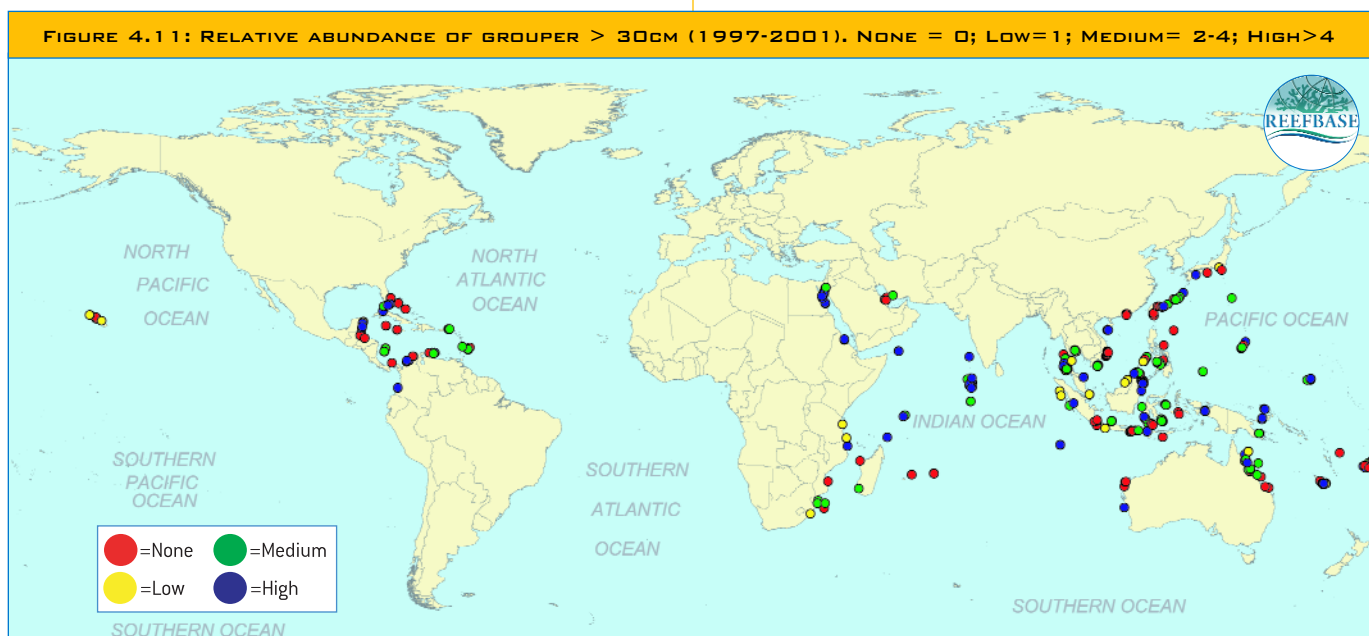 FIGURE 4.11: RELATIVE ABUNDANCE OF GROUPER > 30CM (1997-2001). NONE = 0; LOW=1; MEDIUM= 2-4; HIGH>4
REEFBASE
NORTH
PACIFIC
OCEAN
NORTH
ATLANTIC
OCEAN
PACIFIC OCEAN
INDIAN OCEAN
SOUTHERN
PACIFIC
OCEAN
SOUTHERN
ATLANTIC
OCEAN
=None
=Medium
=Low
=High
SOUTHERN OCEAN
SOUTHERN OCEAN